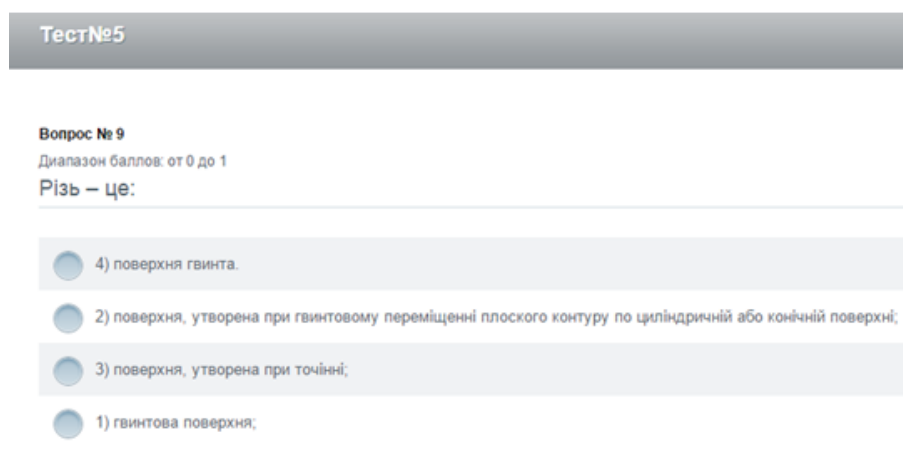 Тест№5
Вопрос № 9
Диапазон баллов: от 0 до 1
Різь – це:
4) поверхня гвинта.
2) поверхня, утворена при гвинтовому переміщенні плоского контуру по циліндричній або конічній поверхні;
3) поверхня, утворена при точінні;
1) гвинтова поверхня;